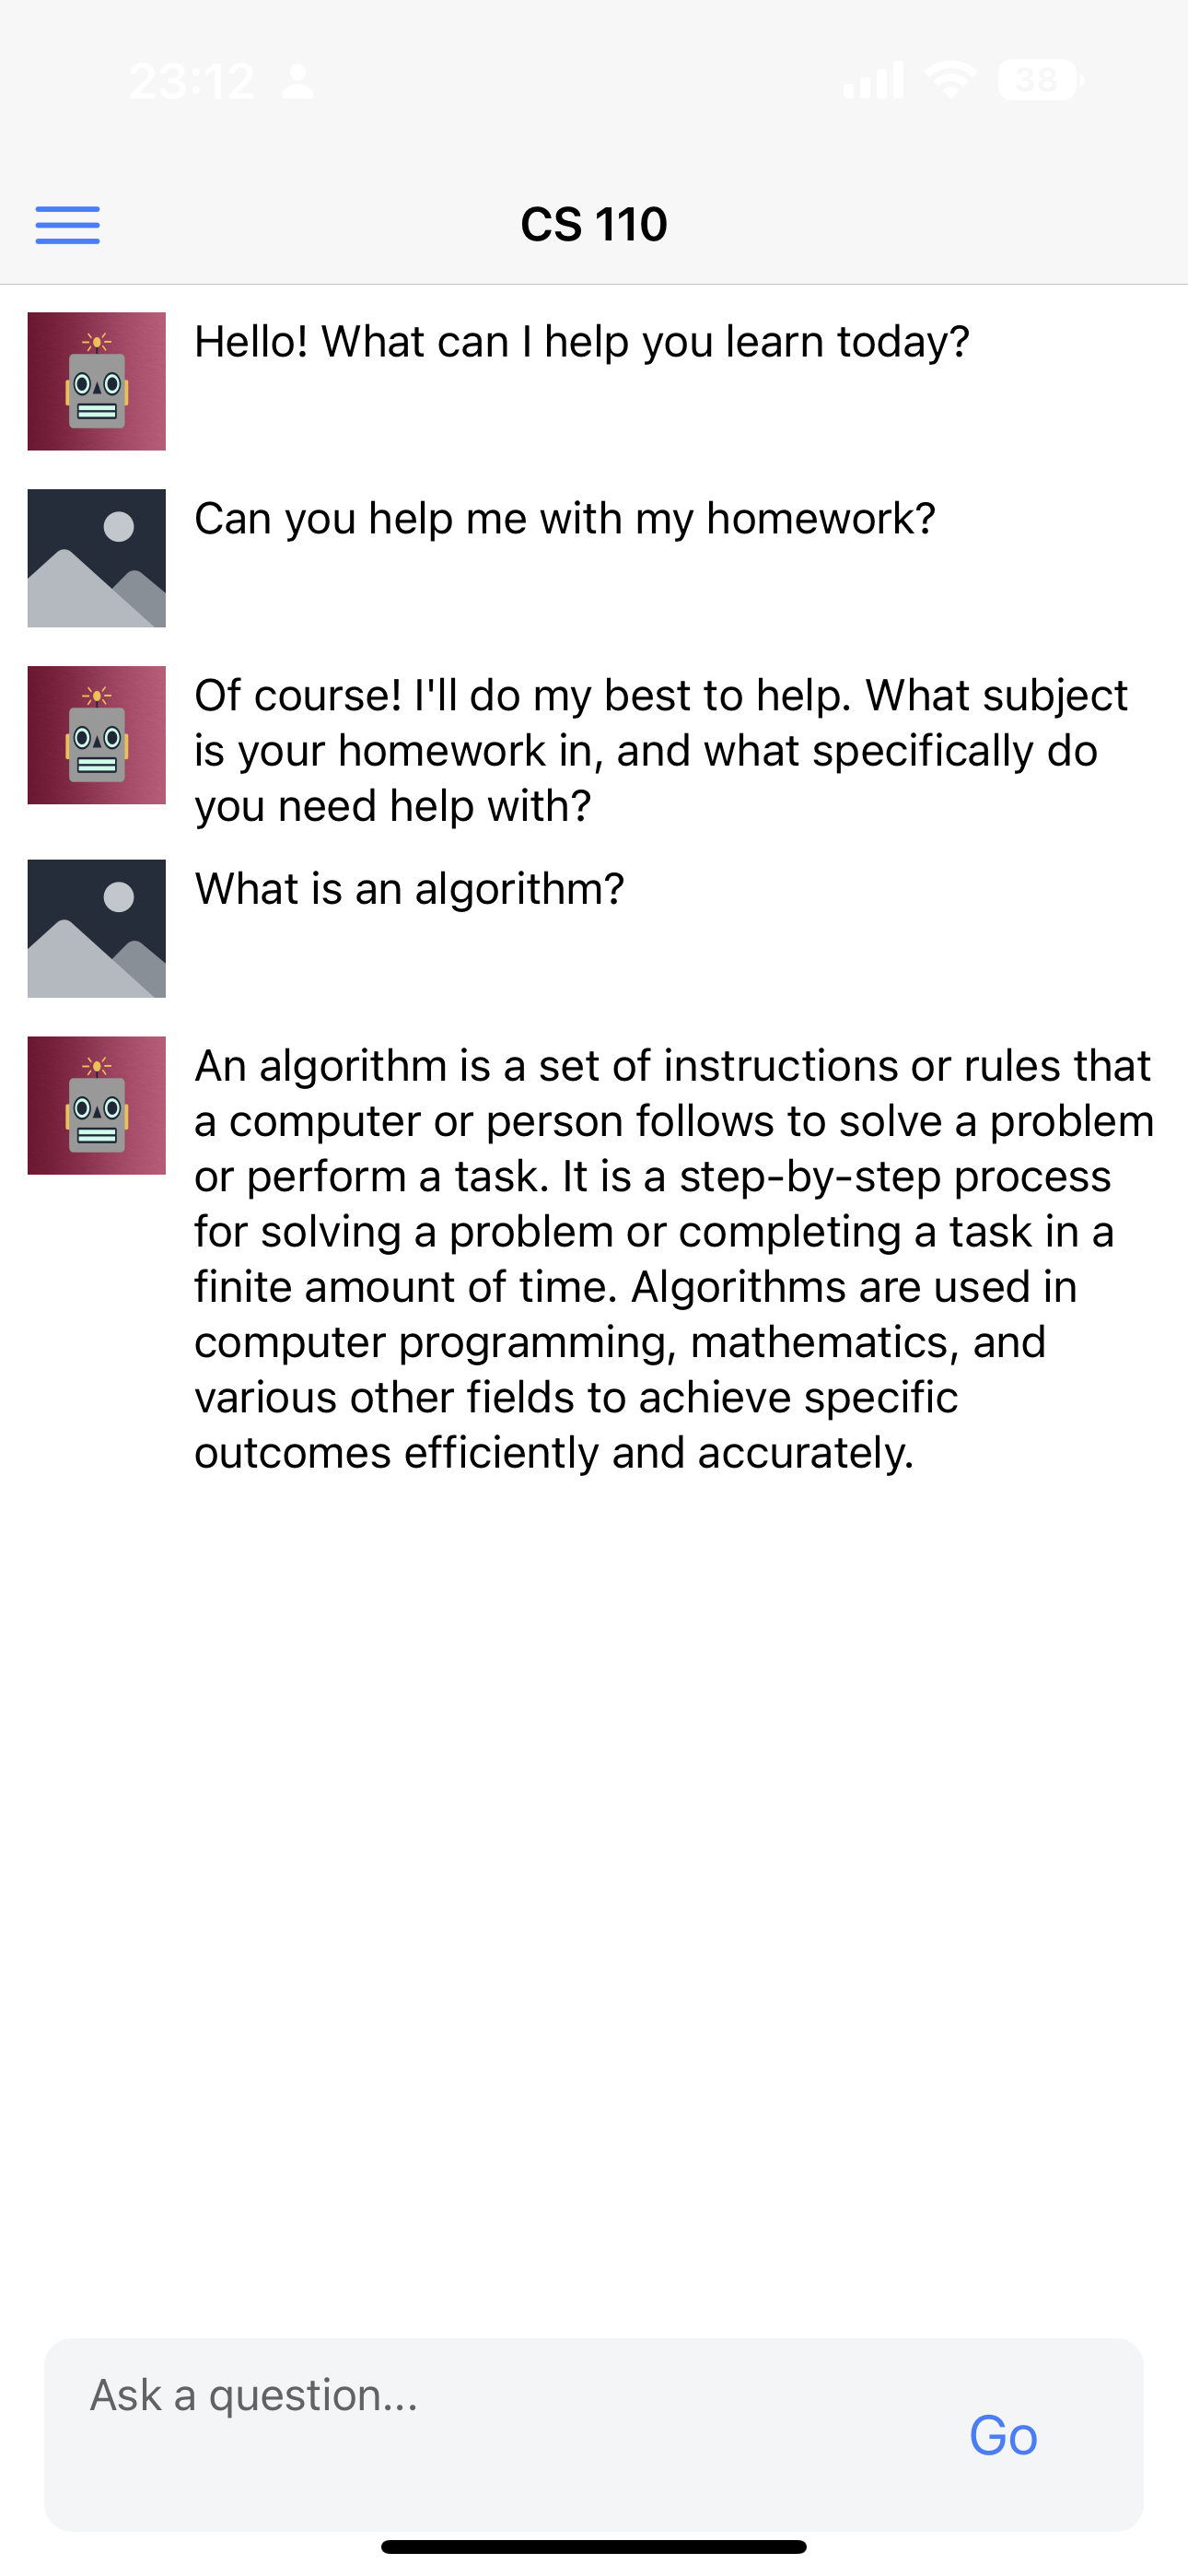 23:12
38
CS 110
Hello! What can I help you learn today?
Can you help me with my homework?
Of course! I'll do my best to help. What subject
is your homework in, and what specifically do
you need help with?
What is an algorithm?
An algorithm is a set of instructions or rules that
a computer or person follows to solve a problem
or perform a task. It is a step-by-step process
for solving a problem or completing a task in a
finite amount of time. Algorithms are used in
computer programming, mathematics, and
various other fields to achieve specific
outcomes efficiently and accurately.
Ask a question...
Go